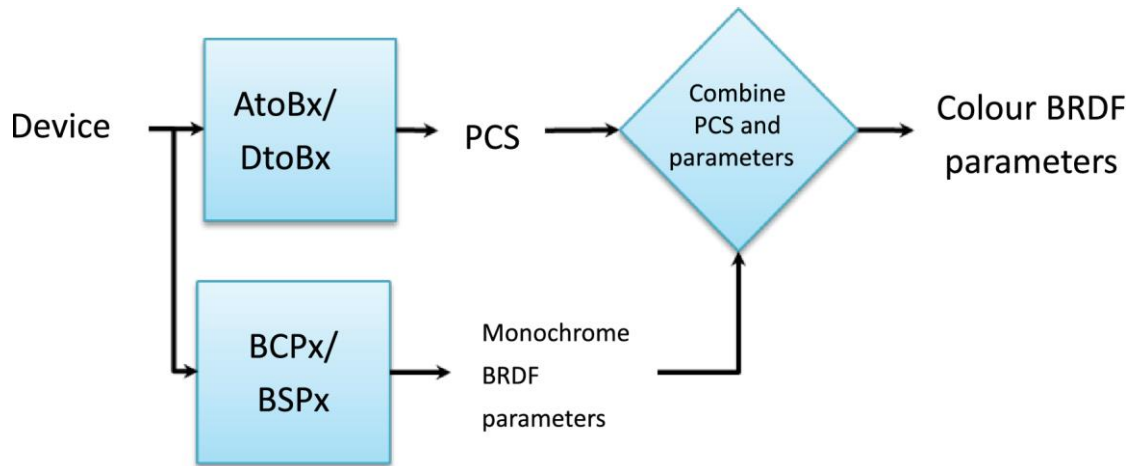 Device
AtoBx/
DtoBx
PCS
Combine
PCS and
parameters
Colour BRDF
parameters
BCPx/
BSPx
Monochrome
BRDF
parameters